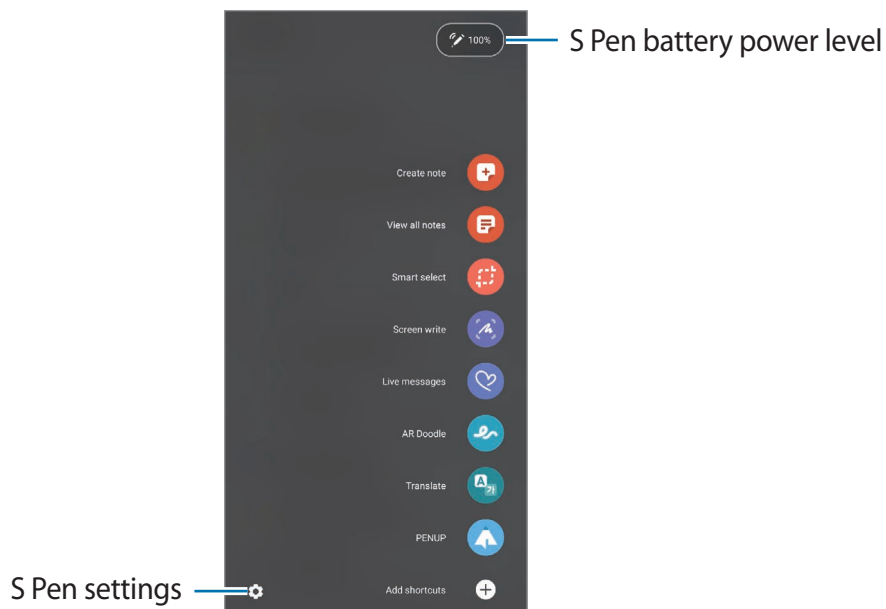 100%
S Pen battery power level
Create note
View all notes
Smart select
Screen write
Live messages
AR Doodle
A
가
Translate
PENUP
S Pen settings
Add shortcuts